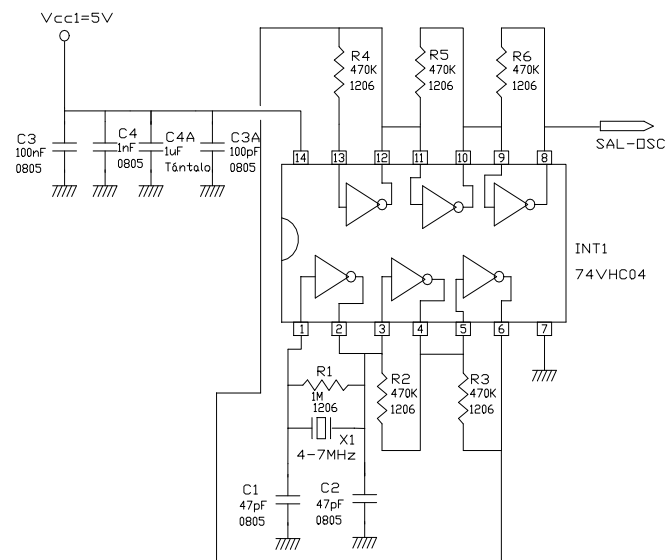 Vcc1=5V
C3
100nF
0805
C4
1nF
0805
C4A
1uF
Tántalo
C3A
100pF
0805
R4
470K
1206
R5
470K
1206
R6
470K
1206
SAL-OSC
14
13
12
11
10
9
8
INT1
74VHC04
1
2
3
4
5
6
7
R1
1M
1206
X1
4-7MHz
R2
470K
1206
R3
470K
1206
C1
47pF
0805
C2
47pF
0805